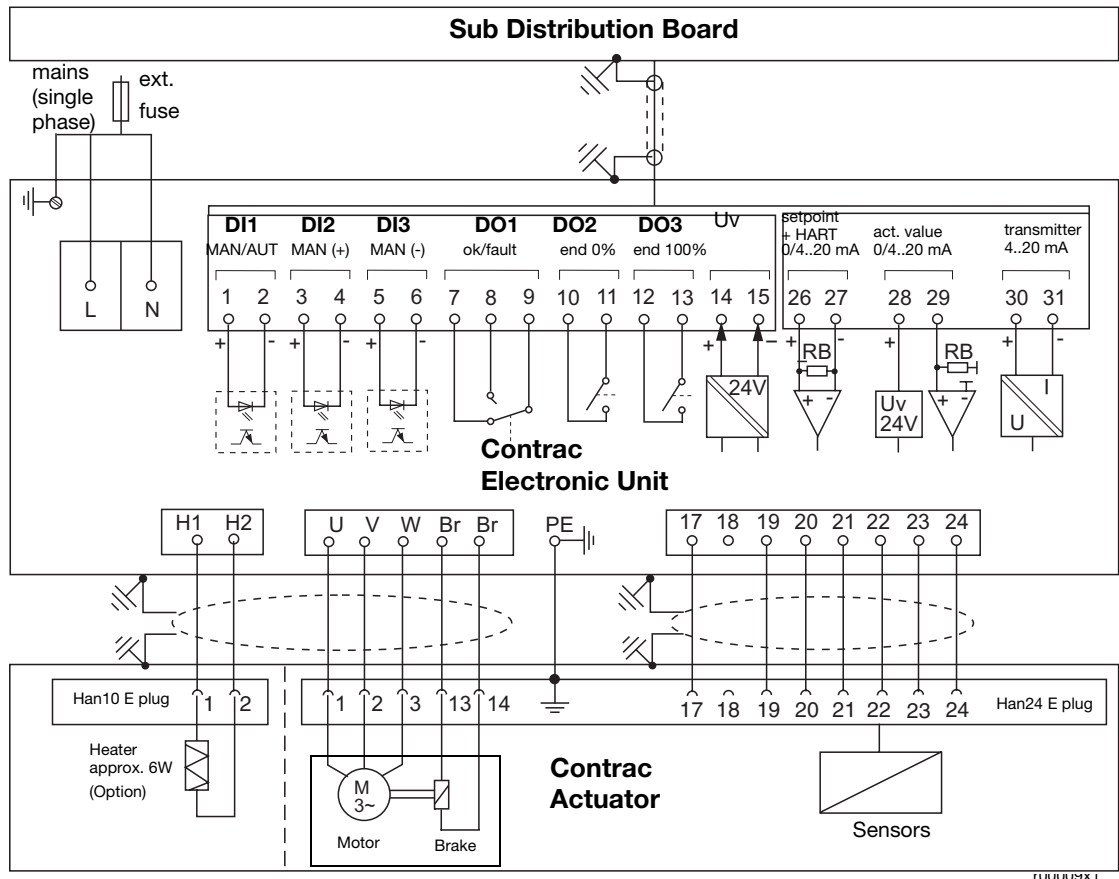 Sub Distribution Board
mains
(single
phase)
ext.
fuse
L N
DI1 DI2 DI3 DO1 DO2 DO3 Uv
MAN/AUT MAN (+) MAN (-) ok/fault end 0% end 100%
setpoint
+ HART
0/4..20 mA
act. value
0/4..20 mA
transmitter
4..20 mA
1 2 3 4 5 6 7 8 9 10 11 12 13 14 15 26 27 28 29 30 31
+ - + - + - + - + - + - + -
RB RB
24V
+ - + -
Uv
24V
I
U
Contrac
Electronic Unit
H1 H2 U V W Br Br PE 17 18 19 20 21 22 23 24
Han10 E plug 1 2 1 2 3 13 14 17 18 19 20 21 22 23 24 Han24 E plug
Heater
approx. 6W
(Option)
M
3~
Motor Brake
Contrac
Actuator
Sensors